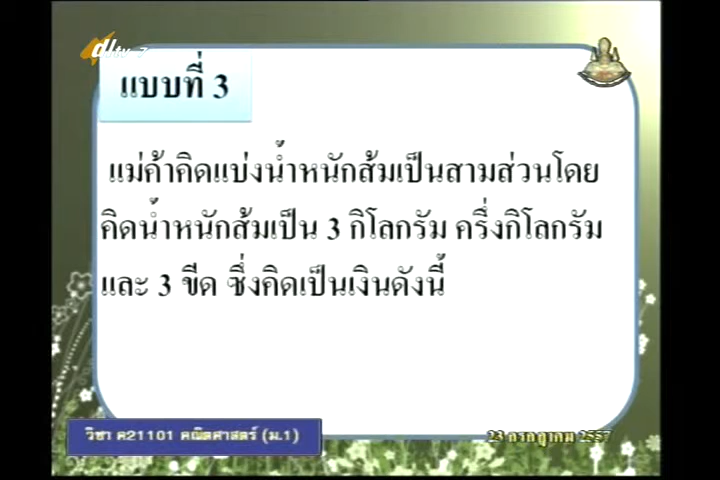 dltv 7
แบบที่ 3
แม่ค้าคิดแบ่งน้ำหนักส้มเป็นสามส่วนโดย
คิดน้ำหนักส้มเป็น 3 กิโลกรัม ครึ่งกิโลกรัม
และ 3 ขีด ซึ่งคิดเป็นเงินดังนี้
วิชา ค21101 คณิตศาสตร์ (ม.1)
23 กรกฎาคม 2557